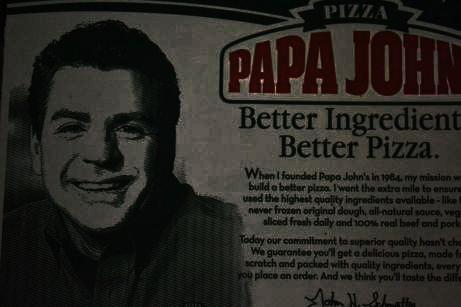 PIZZA
PAPA JOHN
Better Ingredient
Better Pizza.
When I founded Papa John's in 1984, my mission w
build a better pizza. I went the extra mile to ensure
used the highest quality ingredients available - like
never frozen original dough, all-natural sauce, veg
sliced fresh daily and 100% real beef and pork
Today our commitment to superior quality hasn't ch
We guarantee you'll get a delicious pizza, made f
scratch and packed with quality ingredients, every
you place an order. And we think you'll taste the diffe
John H. Schnatter